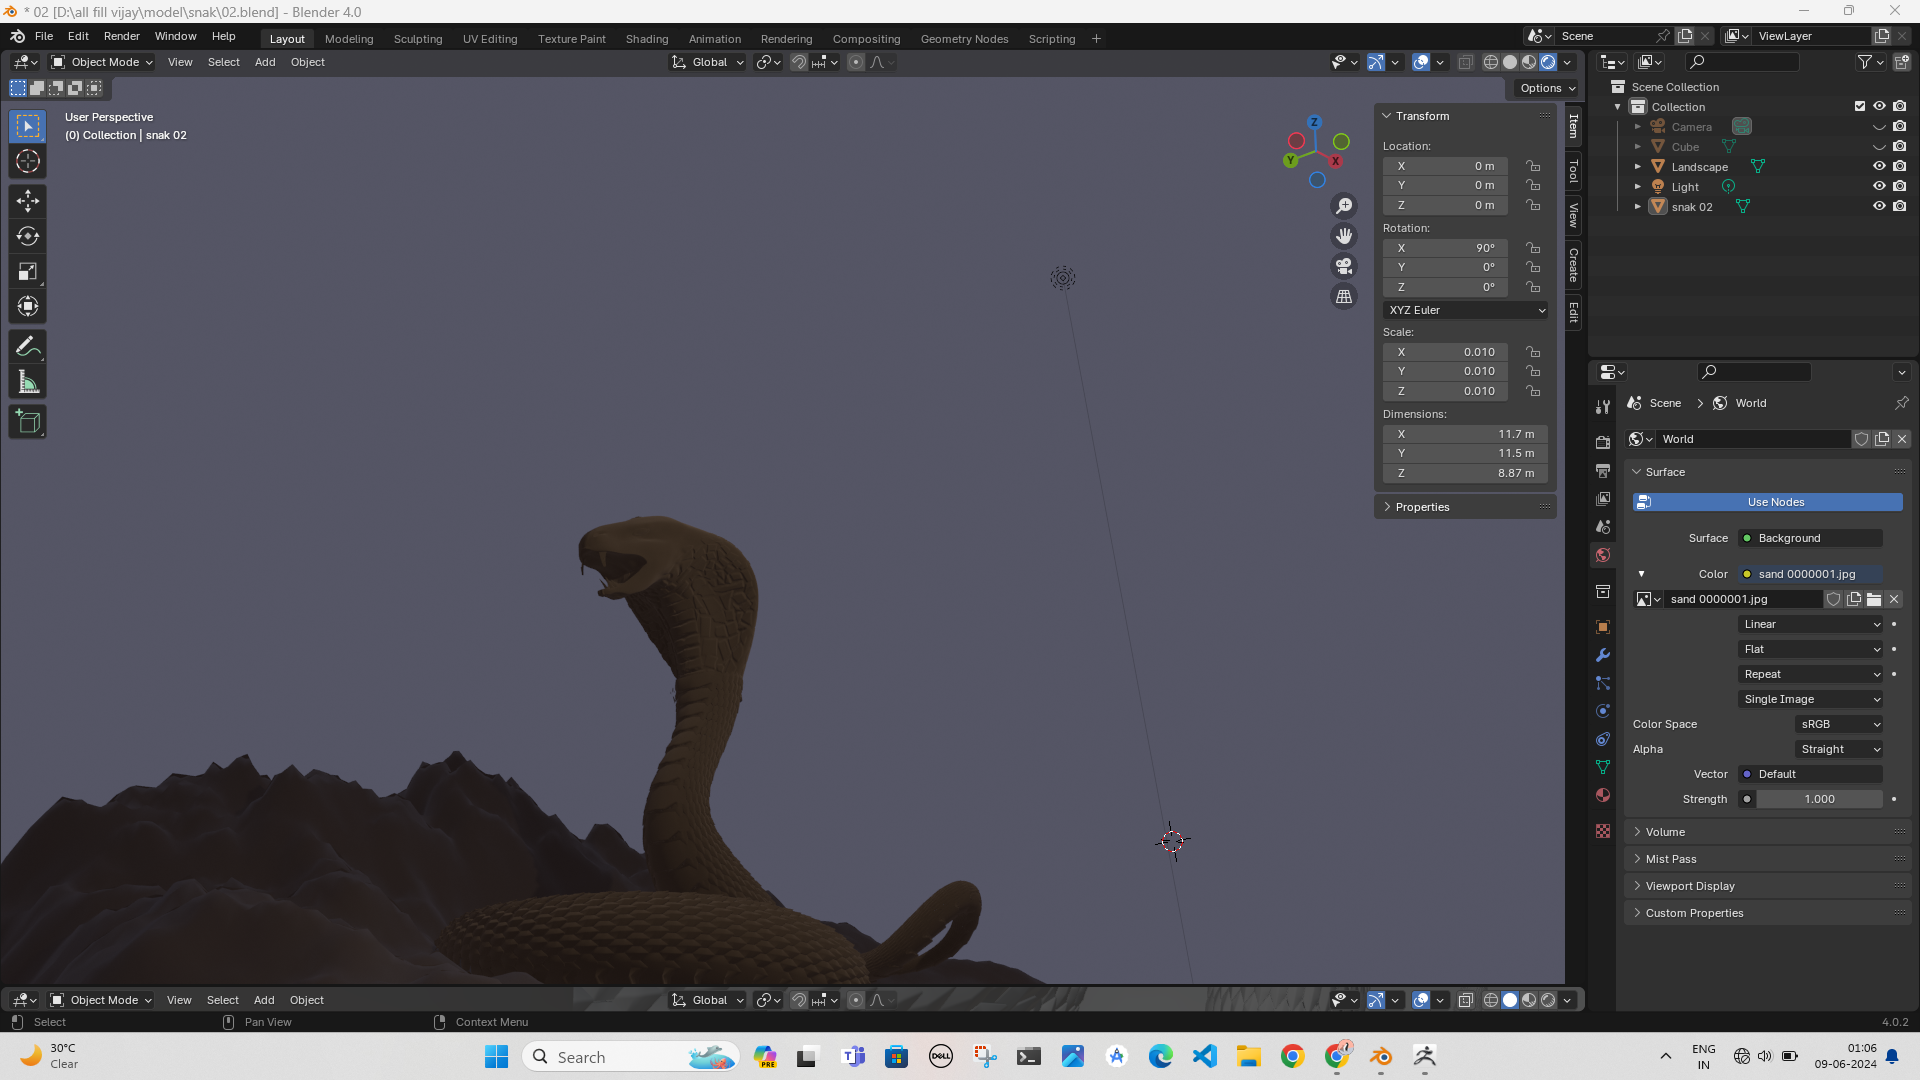 * 02 [D:\all fill vijay\model\snak\02.blend] - Blender 4.0
File Edit Render Window Help
Layout Modeling Sculpting UV Editing Texture Paint Shading Animation Rendering Compositing Geometry Nodes Scripting +
Scene
ViewLayer
Object Mode View Select Add Object
Global
Options
User Perspective
(0) Collection | snak 02
Z
Y
X
Transform
Location:
X 0 m
Y 0 m
Z 0 m
Rotation:
X 90°
Y 0°
Z 0°
XYZ Euler
Scale:
X 0.010
Y 0.010
Z 0.010
Dimensions:
X 11.7 m
Y 11.5 m
Z 8.87 m
Properties
Item
Tool
View
Create
Edit
Scene Collection
Collection
Camera
Cube
Landscape
Light
snak 02
Scene > World
World
Surface
Use Nodes
Surface Background
Color sand 0000001.jpg
sand 0000001.jpg
Linear
Flat
Repeat
Single Image
Color Space sRGB
Alpha Straight
Vector Default
Strength 1.000
Volume
Mist Pass
Viewport Display
Custom Properties
Object Mode View Select Add Object
Global
Select
Pan View
Context Menu
4.0.2
30°C
Clear
Search
PRE
DELL
ENG
IN
01:06
09-06-2024